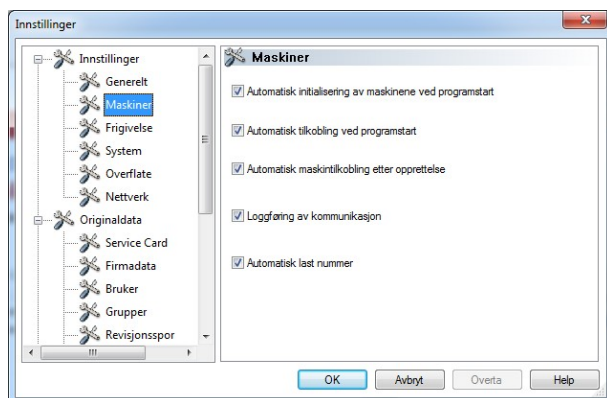 Innstillinger
Innstillinger
Generelt
Maskiner
Frigivelse
System
Overflate
Nettverk
Originaldata
Service Card
Firmadata
Bruker
Grupper
Revisjonsspor
Maskiner
Automatisk initialisering av maskinene ved programstart
Automatisk tilkobling ved programstart
Automatisk maskintilkobling etter opprettelse
Loggføring av kommunikasjon
Automatisk last nummer
OK
Avbryt
Overta
Help